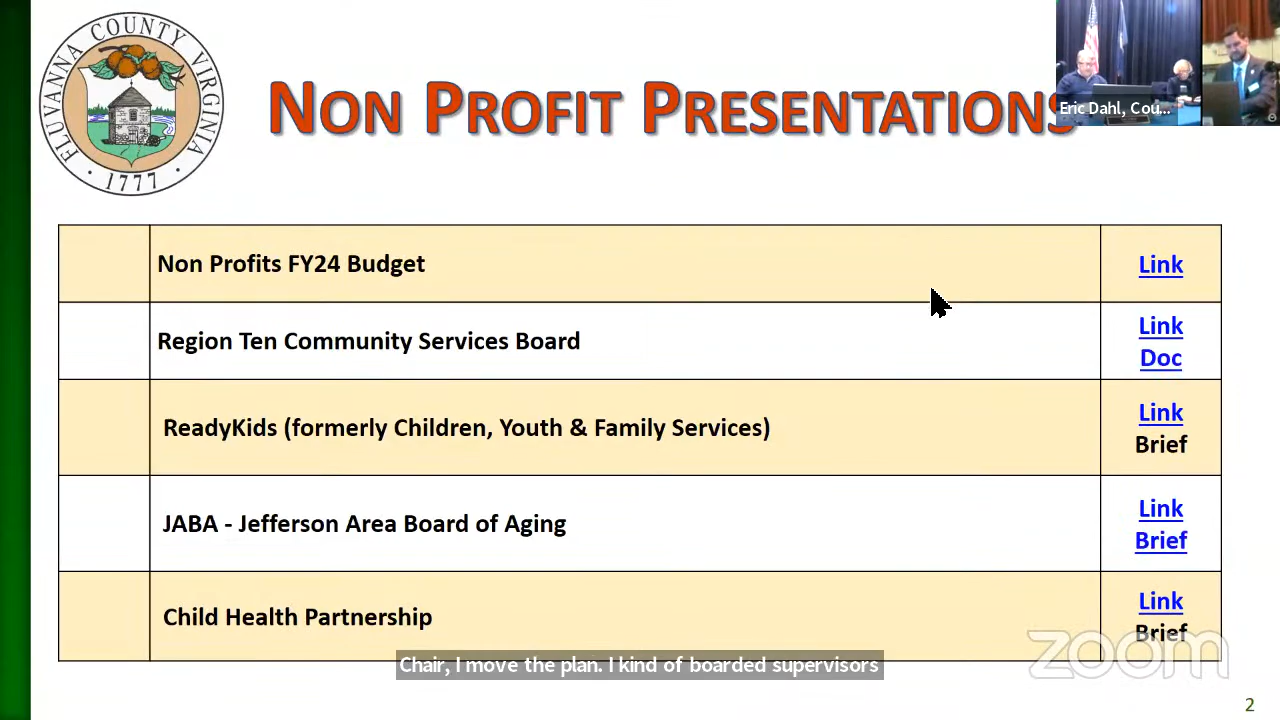 FLUVANNA COUNTY VIRGINIA
• 1777 •
NON PROFIT PRESENTATIONS
Eric Dahl, Cou...
Non Profits FY24 Budget
Link
Region Ten Community Services Board
Link
Doc
ReadyKids (formerly Children, Youth & Family Services)
Link
Brief
JABA - Jefferson Area Board of Aging
Link
Brief
Child Health Partnership
Link
Brief
zoom
Chair, I move the plan. I kind of boarded supervisors
2